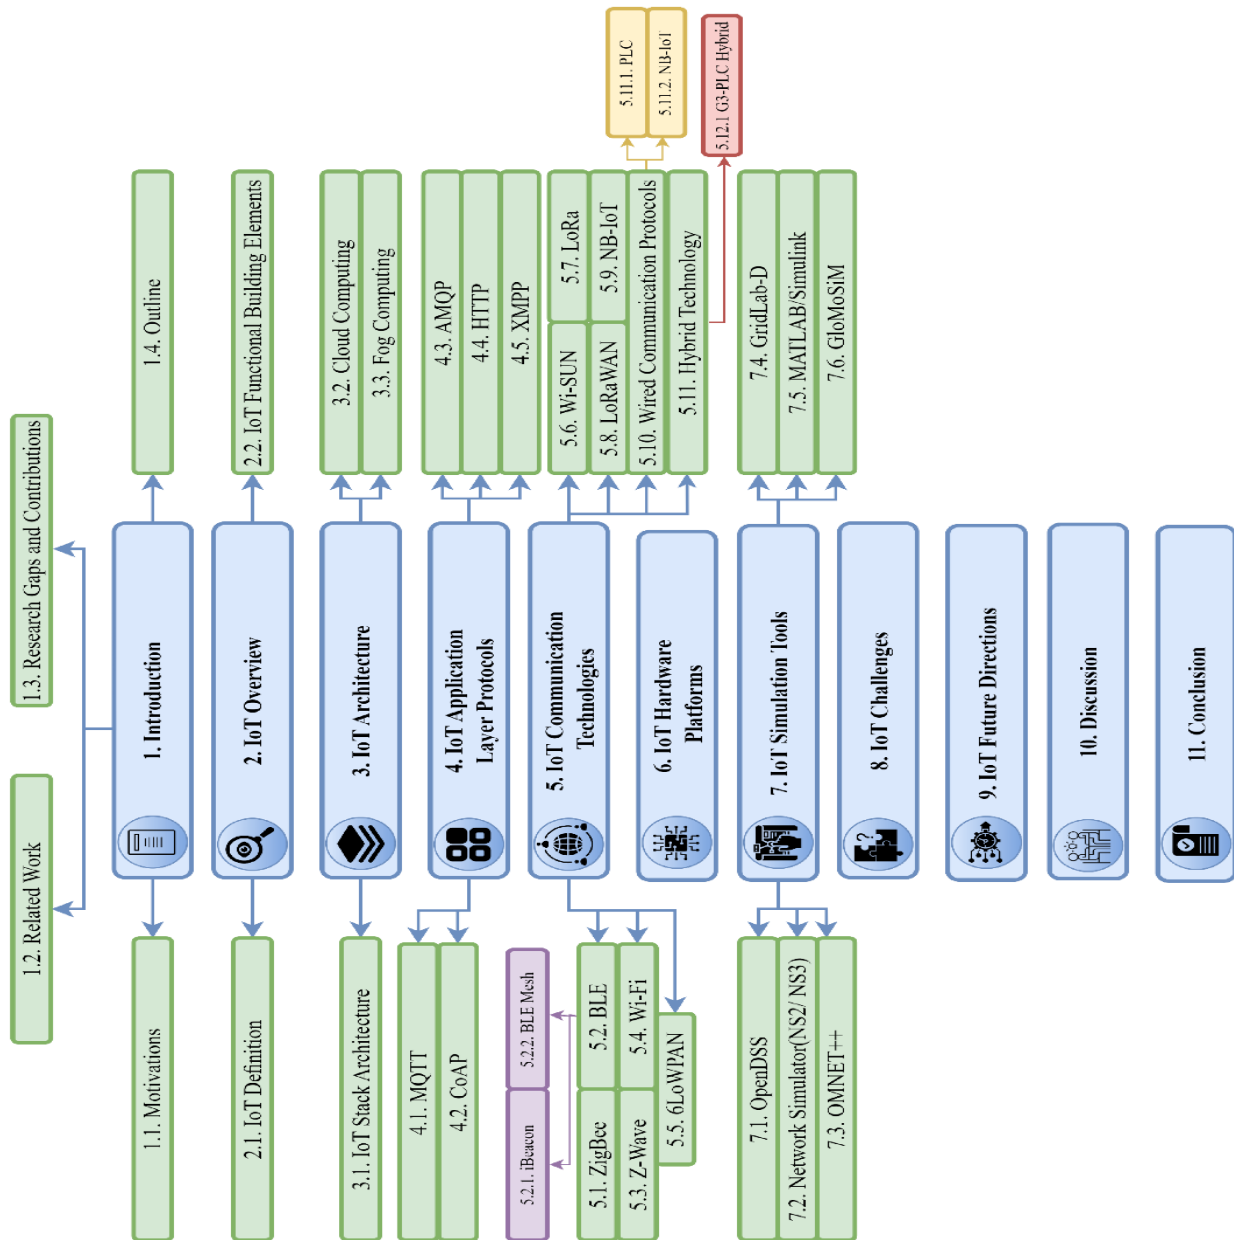 1.2. Related Work
1.3. Research Gaps and Contributions
1.1. Motivations
1. Introduction
1.4. Outline
2.1. IoT Definition
2. IoT Overview
2.2. IoT Functional Building Elements
3.1. IoT Stack Architecture
3. IoT Architecture
3.2. Cloud Computing
3.3. Fog Computing
4.1. MQTT
4.2. CoAP
4. IoT Application
Layer Protocols
4.3. AMQP
4.4. HTTP
4.5. XMPP
5.2.1. iBeacon
5.2.2. BLE Mesh
5.1. ZigBee
5.2. BLE
5.3. Z-Wave
5.4. Wi-Fi
5.5. 6LoWPAN
5. IoT Communication
Technologies
5.6. Wi-SUN
5.7. LoRa
5.8. LoRaWAN
5.9. NB-IoT
5.10. Wired Communication Protocols
5.11. Hybrid Technology
5.11.1. PLC
5.11.2. NB-IoT
5.12.1 G3-PLC Hybrid
6. IoT Hardware
Platforms
7.1. OpenDSS
7.2. Network Simulator(NS2/ NS3)
7.3. OMNET++
7. IoT Simulation Tools
7.4. GridLab-D
7.5. MATLAB/Simulink
7.6. GloMoSiM
8. IoT Challenges
9. IoT Future Directions
10. Discussion
11. Conclusion